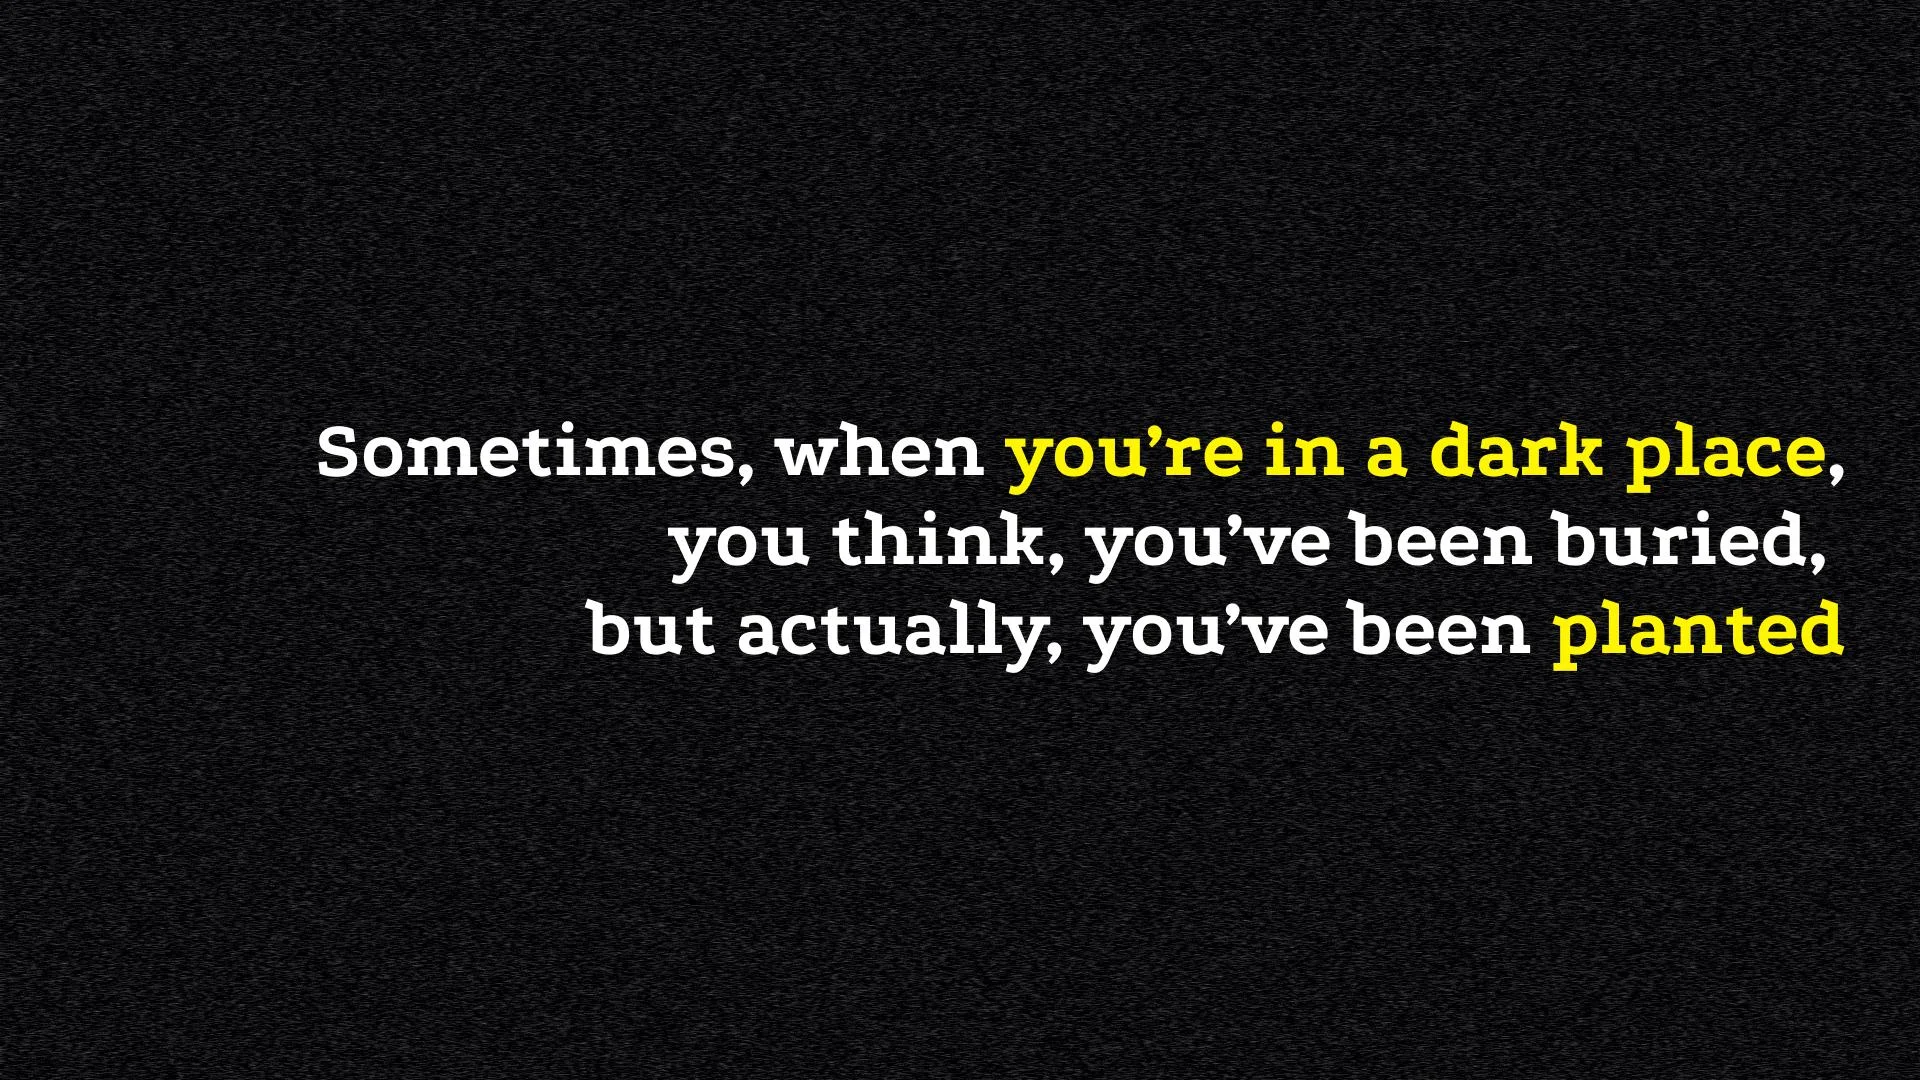 Sometimes, when you’re in a dark place,
you think, you’ve been buried,
but actually, you’ve been planted